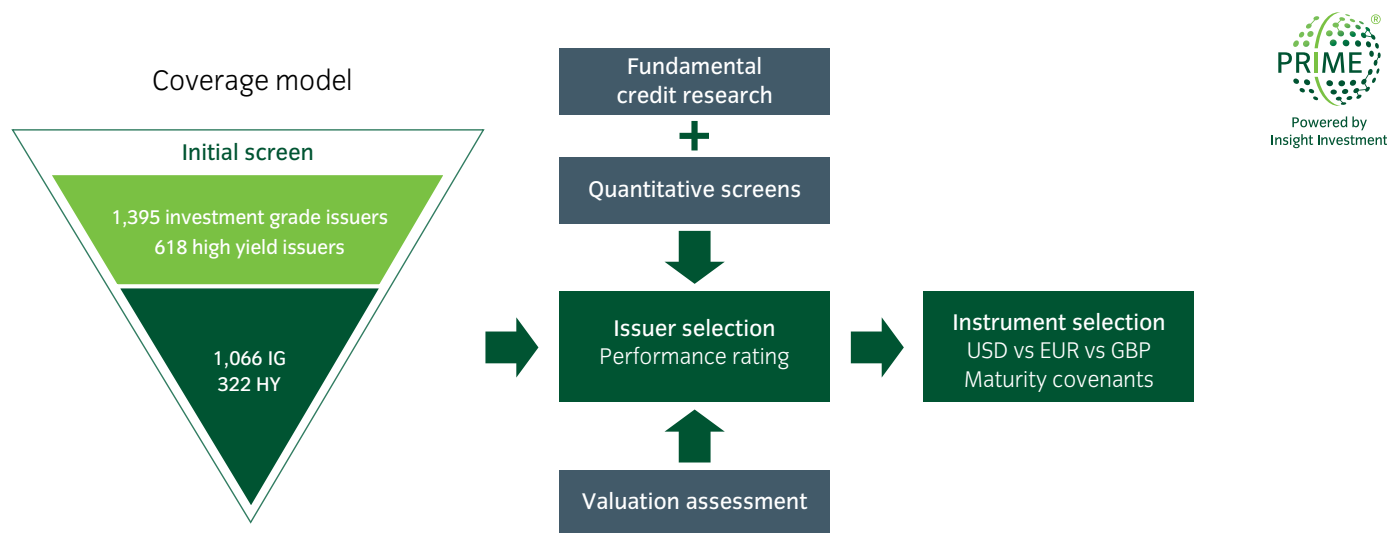 Coverage model
Initial screen
1,395 investment grade issuers
618 high yield issuers
1,066 IG
322 HY
Fundamental
credit research
+
Quantitative screens
Issuer selection
Performance rating
Valuation assessment
Instrument selection
USD vs EUR vs GBP
Maturity covenants
PRIME®
Powered by
Insight Investment